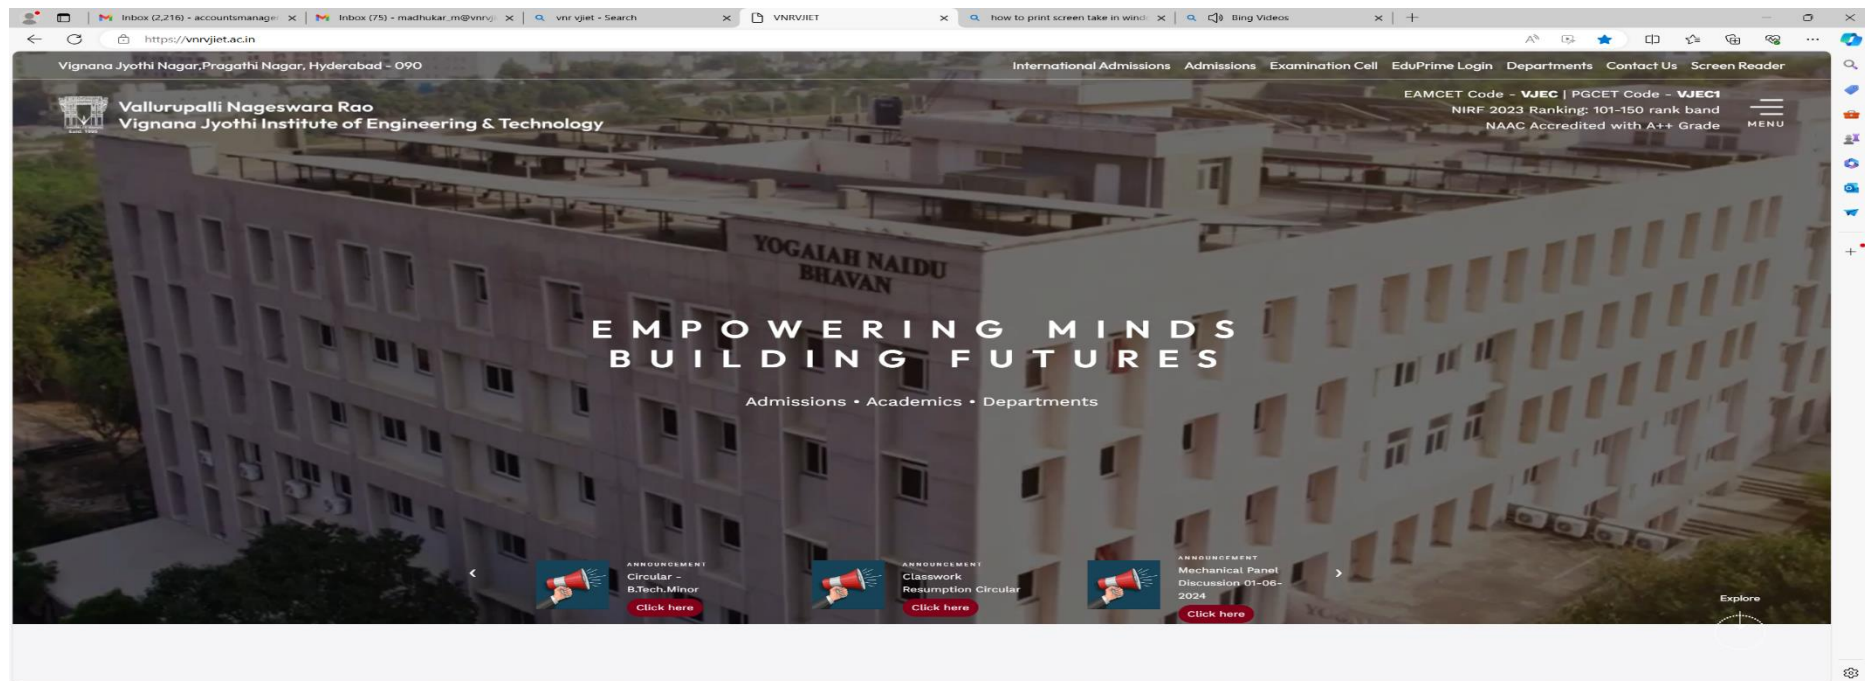 Inbox (2,216) - accountsmanager
Inbox (75) - madhukar_m@vnrvji
vnr vjiet - Search
VNRVJIET
how to print screen take in wind
Bing Videos
https://vnrvjiet.ac.in
Vignana Jyothi Nagar,Pragathi Nagar, Hyderabad - 090
International Admissions Admissions Examination Cell EduPrime Login Departments Contact Us Screen Reader
Vallurupalli Nageswara Rao
Vignana Jyothi Institute of Engineering & Technology
EAMCET Code - VJEC | PGCET Code - VJEC1
NIRF 2023 Ranking: 101-150 rank band
NAAC Accredited with A++ Grade
MENU
YOGAIAH NAIDU
BHAVAN
EMPOWERING MINDS
BUILDING FUTURES
Admissions • Academics • Departments
ANNOUNCEMENT
Circular -
B.Tech.Minor
Click here
ANNOUNCEMENT
Classwork
Resumption Circular
Click here
ANNOUNCEMENT
Mechanical Panel
Discussion 01-06-
2024
Click here
Explore